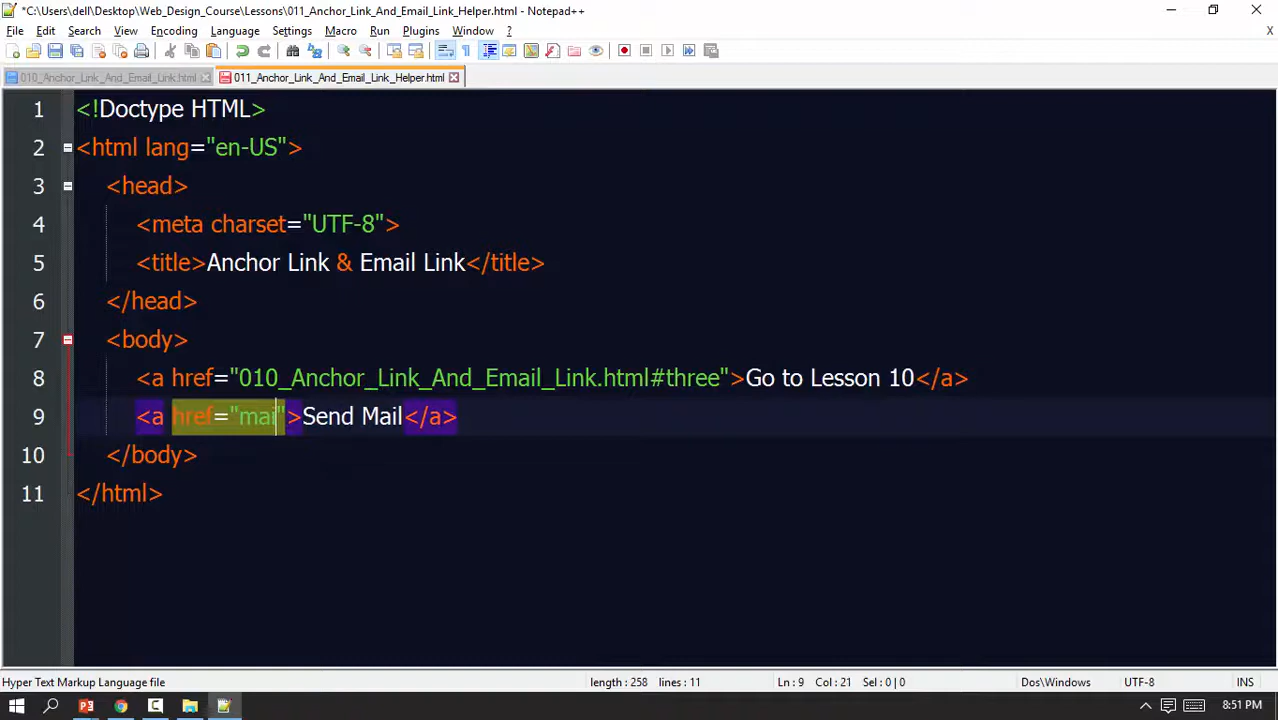 *C:\Users\dell\Desktop\Web_Design_Course\Lessons\011_Anchor_Link_And_Email_Link_Helper.html - Notepad++
File Edit Search View Encoding Language Settings Macro Run Plugins Window ? X
010_Anchor_Link_And_Email_Link.html 011_Anchor_Link_And_Email_Link_Helper.html
1 <!Doctype HTML>
2 <html lang="en-US">
3 <head>
4 <meta charset="UTF-8">
5 <title>Anchor Link & Email Link</title>
6 </head>
7 <body>
8 <a href="010_Anchor_Link_And_Email_Link.html#three">Go to Lesson 10</a>
9 <a href="mai">Send Mail</a>
10 </body>
11 </html>
Hyper Text Markup Language file length : 258 lines : 11 Ln : 9 Col : 21 Sel : 0 | 0 Dos\Windows UTF-8 INS
8:51 PM